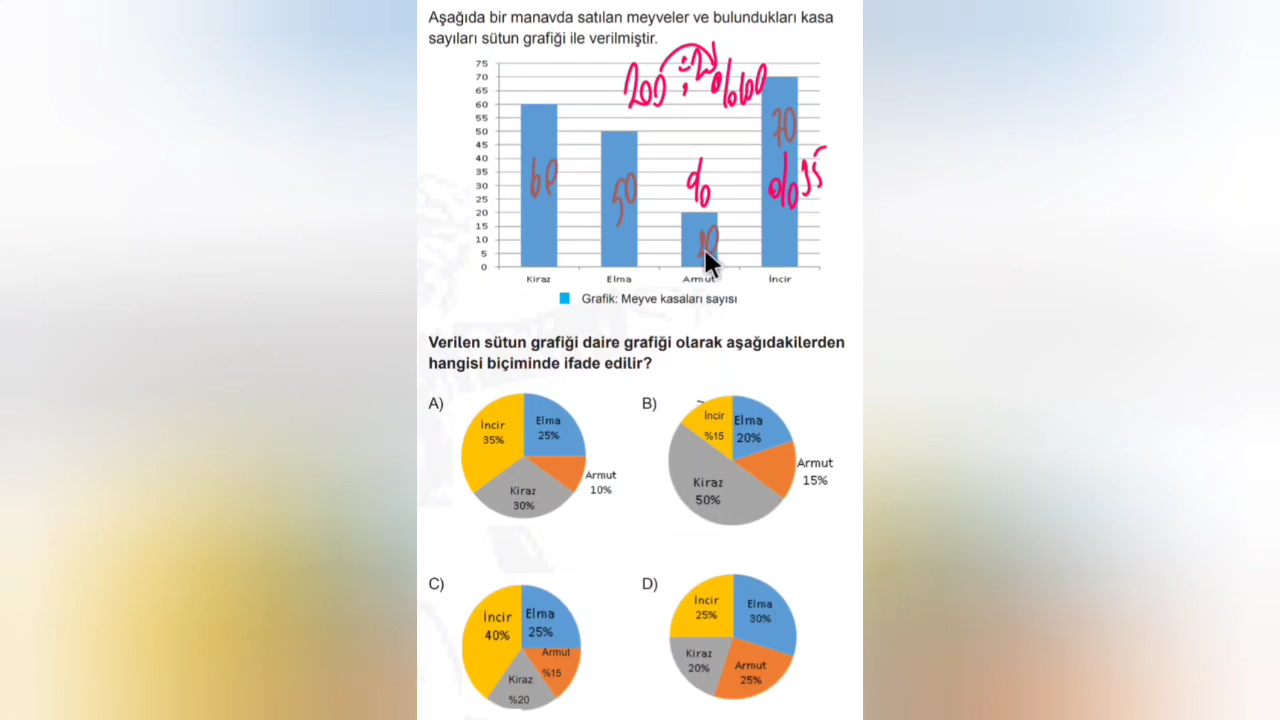 Aşağıda bir manavda satılan meyveler ve bulundukları kasa
sayıları sütun grafiği ile verilmiştir.
75
70
65
60
55
50
45
40
35
30
25
20
15
10
5
0
200 : 2
%100
60
50
%
70
%35
Kiraz Elma Armut İncir
Grafik: Meyve kasaları sayısı
Verilen sütun grafiği daire grafiği olarak aşağıdakilerden
hangisi biçiminde ifade edilir?
A)
İncir
35%
Elma
25%
Armut
10%
Kiraz
30%
B)
İncir
%15
Elma
20%
Armut
15%
Kiraz
50%
C)
İncir
40%
Elma
25%
Armut
%15
Kiraz
%20
D)
İncir
25%
Elma
30%
Kiraz
20%
Armut
25%